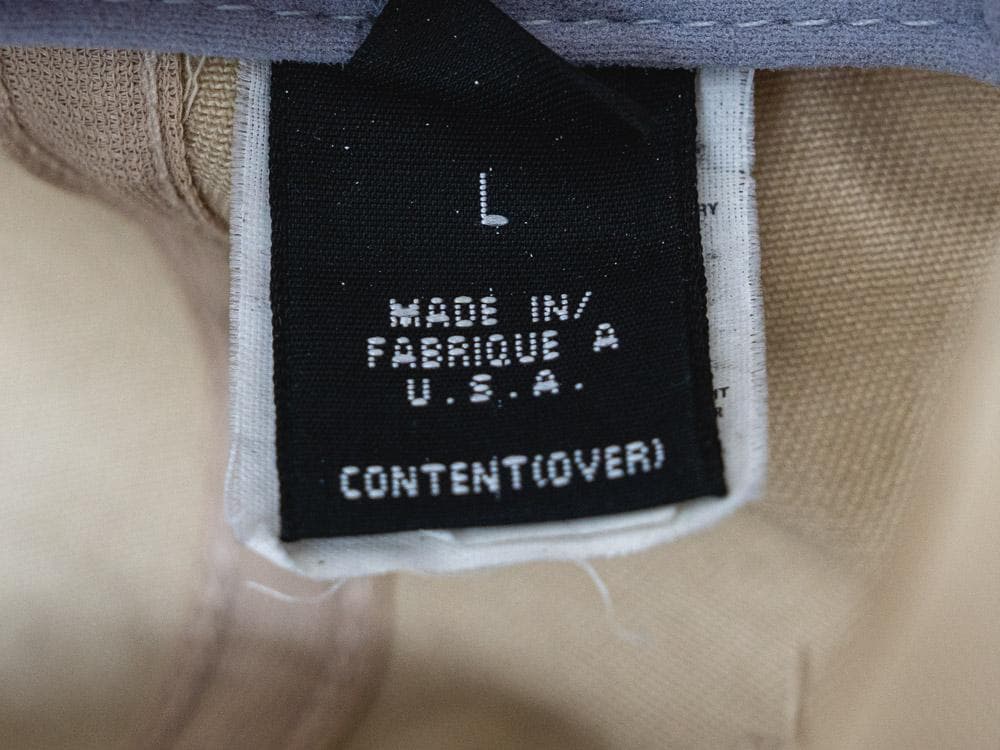 L
MADE IN/
FABRIQUE A
U.S.A.
CONTENT(OVER)